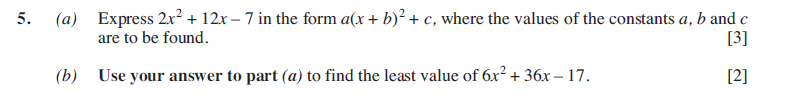 5. (a) Express 2x² + 12x – 7 in the form a(x + b)² + c, where the values of the constants a, b and c
are to be found. [3]
(b) Use your answer to part (a) to find the least value of 6x² + 36x – 17. [2]